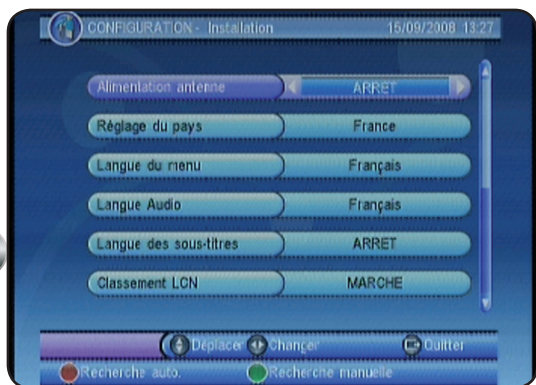 CONFIGURATION - Installation 15/09/2008 13:27
Alimentation antenne ARRET
Réglage du pays France
Langue du menu Français
Langue Audio Français
Langue des sous-titres ARRET
Classement LCN MARCHE
Déplacer Changer Quitter
Recherche auto. Recherche manuelle